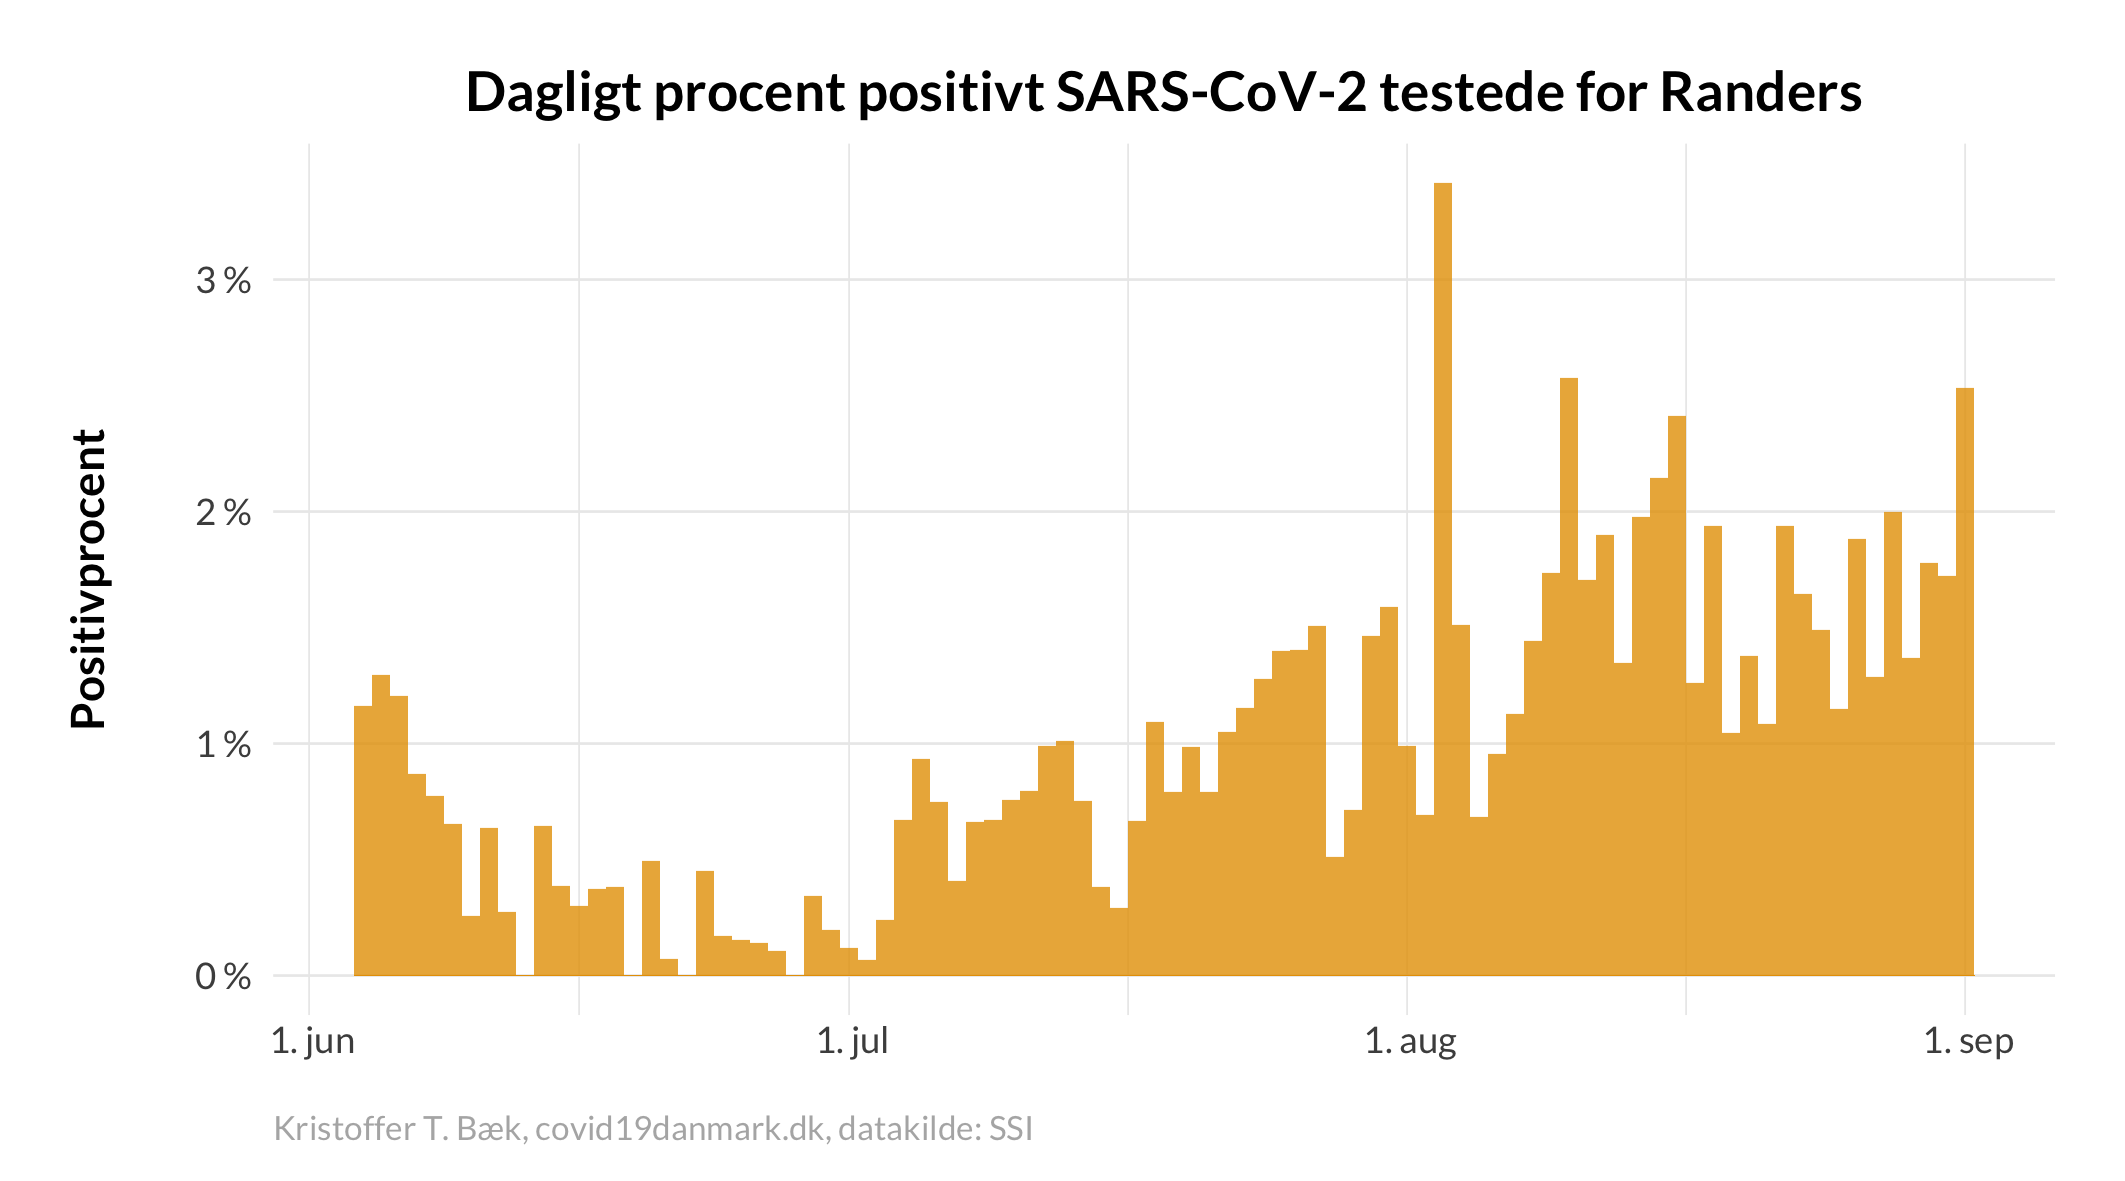 Dagligt procent positivt SARS-CoV-2 testede for Randers
Positivprocent
3 %
2 %
1 %
0 %
1. jun
1. jul
1. aug
1. sep
Kristoffer T. Bæk, covid19danmark.dk, datakilde: SSI